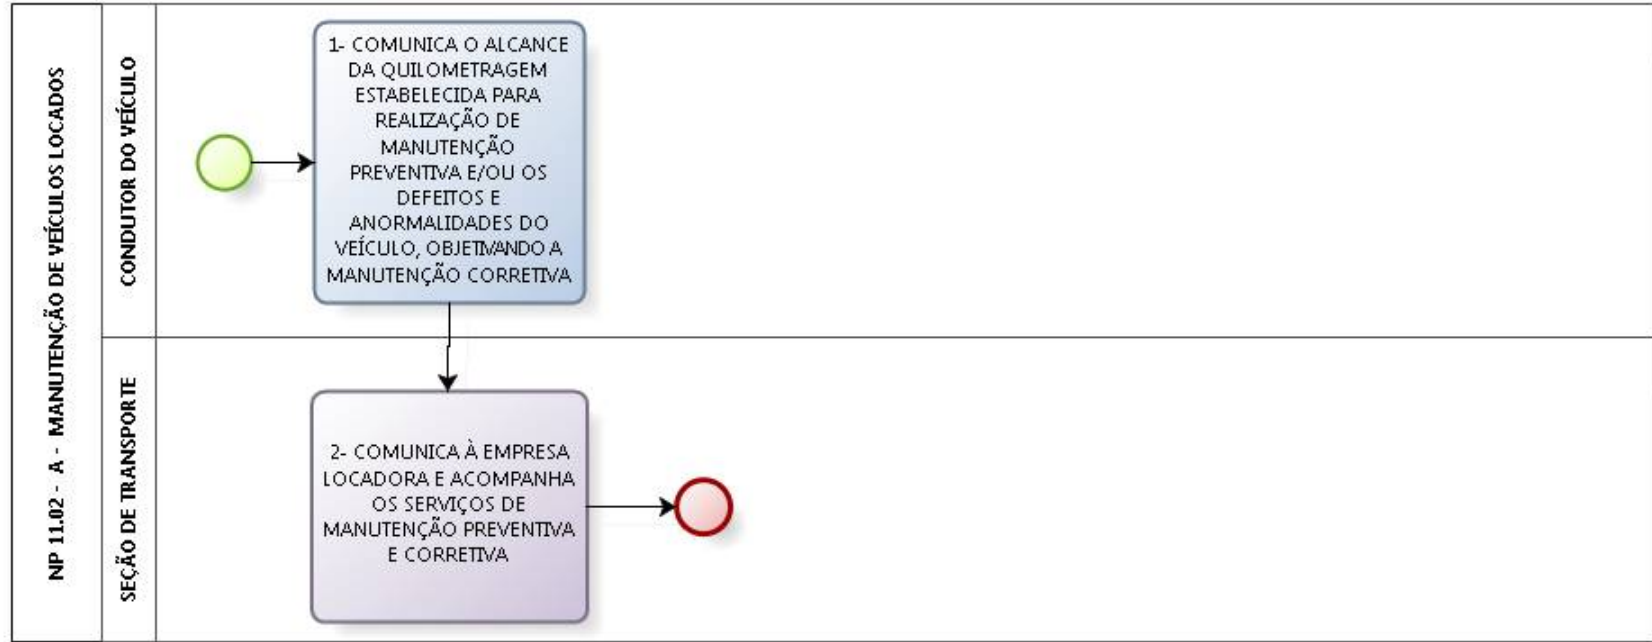 NP 11.02 - A - MANUTENÇÃO DE VEÍCULOS LOCADOS
CONDUTOR DO VEÍCULO
1- COMUNICA O ALCANCE
DA QUILOMETRAGEM
ESTABELECIDA PARA
REALIZAÇÃO DE
MANUTENÇÃO
PREVENTIVA E/OU OS
DEFEITOS E
ANORMALIDADES DO
VEÍCULO, OBJETIVANDO A
MANUTENÇÃO CORRETIVA
SEÇÃO DE TRANSPORTE
2- COMUNICA À EMPRESA
LOCADORA E ACOMPANHA
OS SERVIÇOS DE
MANUTENÇÃO PREVENTIVA
E CORRETIVA